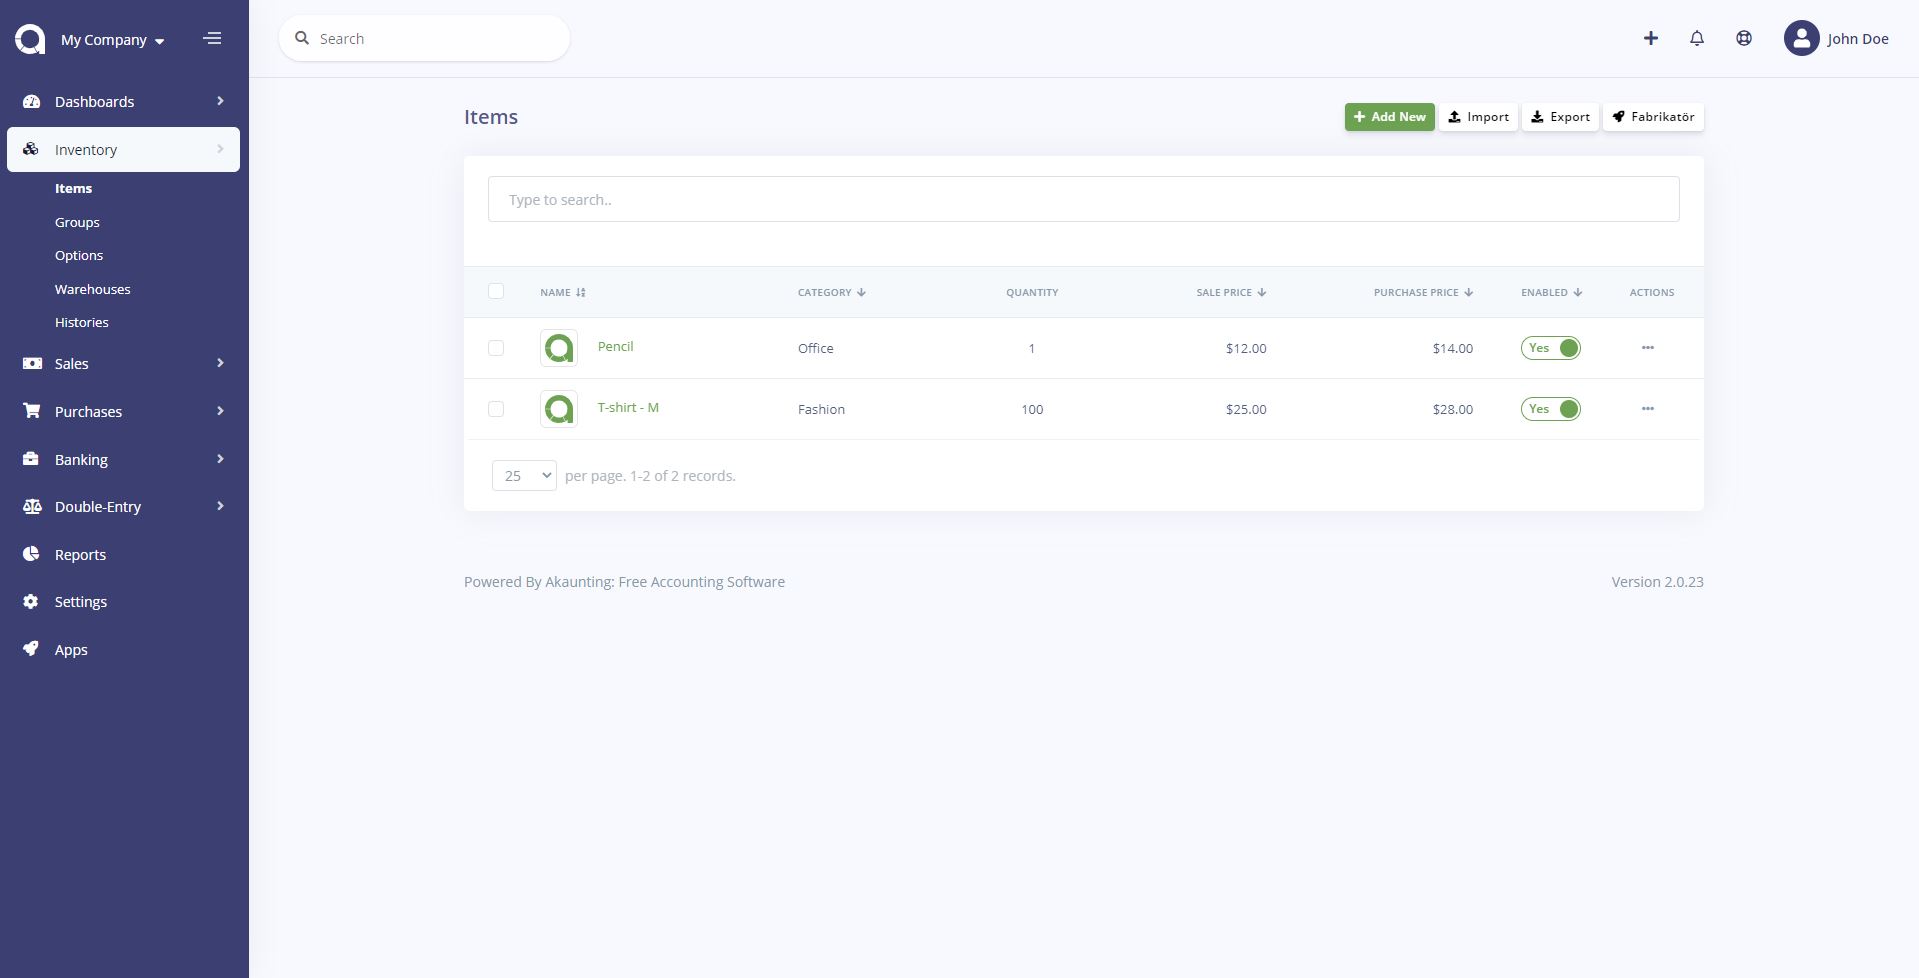 My Company
Search
John Doe
Dashboards
Inventory
Items
Groups
Options
Warehouses
Histories
Sales
Purchases
Banking
Double-Entry
Reports
Settings
Apps
Items
Add New Import Export Fabrikatör
Type to search..
NAME CATEGORY QUANTITY SALE PRICE PURCHASE PRICE ENABLED ACTIONS
Pencil Office 1 $12.00 $14.00 Yes
T-shirt - M Fashion 100 $25.00 $28.00 Yes
25 per page. 1-2 of 2 records.
Powered By Akaunting: Free Accounting Software Version 2.0.23